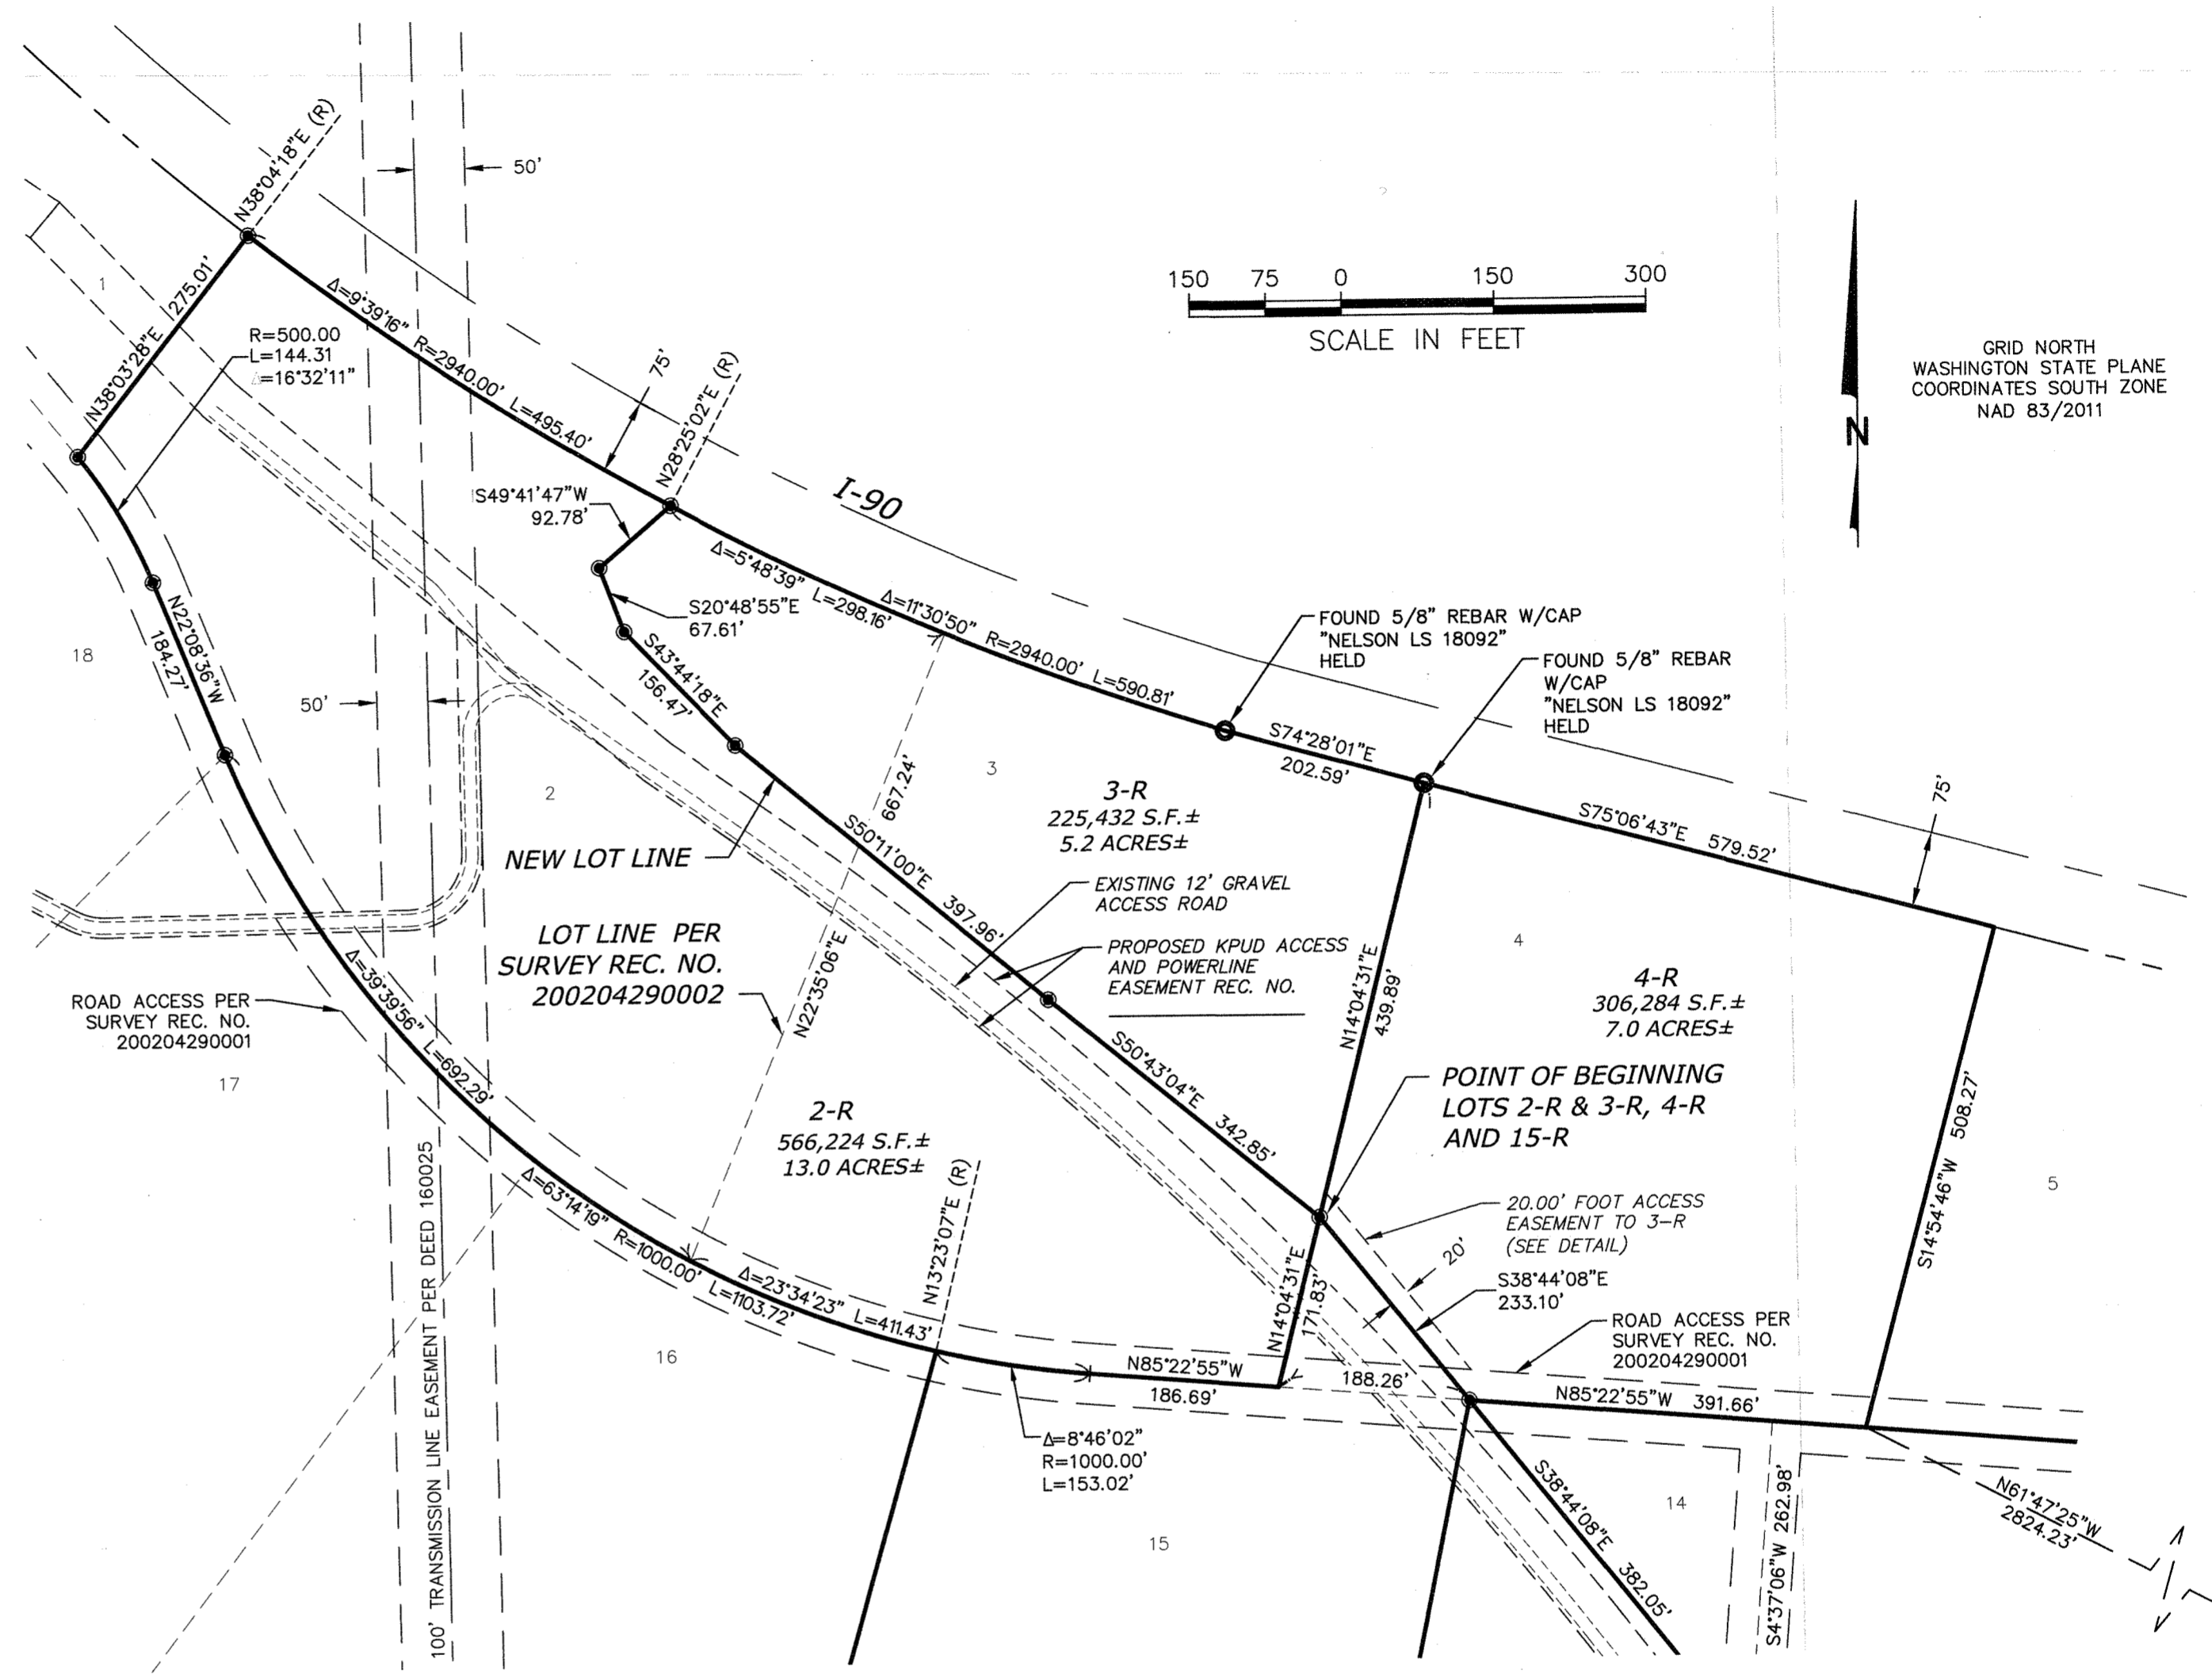 N38°04'18"E (R)
50'
150 75 0 150 300
SCALE IN FEET
GRID NORTH
WASHINGTON STATE PLANE
COORDINATES SOUTH ZONE
NAD 83/2011
N
1
N38°03'28"E 275.01'
R=500.00
L=144.31
Δ=16°32'11"
Δ=9°39'16" R=2940.00' L=495.40'
75'
N28°25'02"E (R)
I-90
S49°41'47"W
92.78'
S20°48'55"E
67.61'
Δ=5°48'39" L=298.16'
Δ=11°30'50" R=2940.00' L=590.81'
FOUND 5/8" REBAR W/CAP
"NELSON LS 18092"
HELD
FOUND 5/8" REBAR
W/CAP
"NELSON LS 18092"
HELD
18
N22°08'36"W
184.27'
50'
S43°44'18"E
156.47'
S74°28'01"E
202.59'
S75°06'43"E 579.52'
75'
2
3
667.24'
3-R
225,432 S.F.±
5.2 ACRES±
NEW LOT LINE
S50°11'00"E 397.96'
EXISTING 12' GRAVEL
ACCESS ROAD
PROPOSED KPUD ACCESS
AND POWERLINE
EASEMENT REC. NO.
LOT LINE PER
SURVEY REC. NO.
200204290002
N22°35'06"E
N14°04'31"E
439.89'
4
4-R
306,284 S.F.±
7.0 ACRES±
ROAD ACCESS PER
SURVEY REC. NO.
200204290001
17
Δ=39°39'56" L=692.29'
S50°43'04"E 342.85'
POINT OF BEGINNING
LOTS 2-R & 3-R, 4-R
AND 15-R
S14°54'46"W 508.27'
5
2-R
566,224 S.F.±
13.0 ACRES±
100' TRANSMISSION LINE EASEMENT PER DEED 160025
Δ=63°14'19" R=1000.00' L=1103.72'
Δ=23°34'23" L=411.43'
N13°23'07"E (R)
20.00' FOOT ACCESS
EASEMENT TO 3-R
(SEE DETAIL)
20'
S38°44'08"E
233.10'
N14°04'31"E
171.83'
ROAD ACCESS PER
SURVEY REC. NO.
200204290001
16
N85°22'55"W
186.69'
188.26'
N85°22'55"W 391.66'
Δ=8°46'02"
R=1000.00'
L=153.02'
15
14
S38°44'08"E 382.05'
S4°37'06"W 262.98'
N61°47'25"W
2824.23'